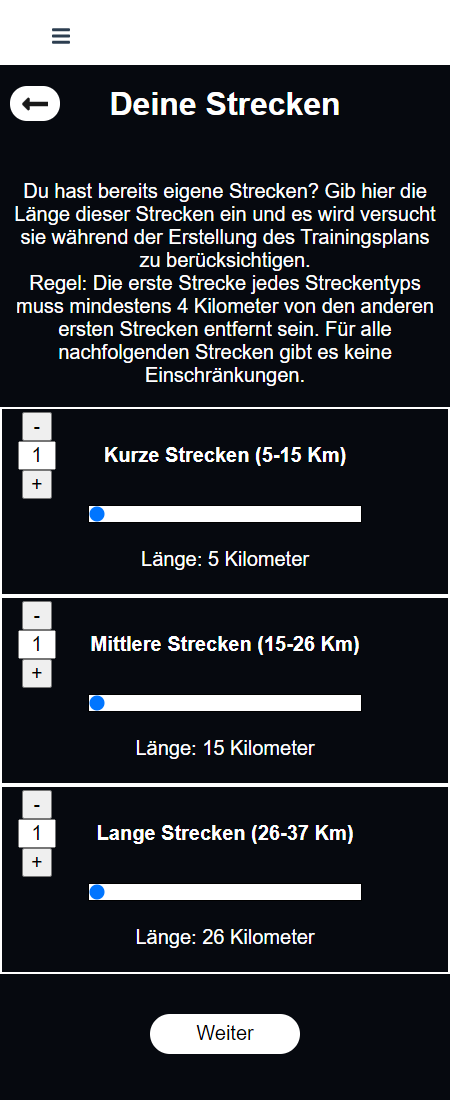 Deine Strecken
Du hast bereits eigene Strecken? Gib hier die
Länge dieser Strecken ein und es wird versucht
sie während der Erstellung des Trainingsplans
zu berücksichtigen.
Regel: Die erste Strecke jedes Streckentyps
muss mindestens 4 Kilometer von den anderen
ersten Strecken entfernt sein. Für alle
nachfolgenden Strecken gibt es keine
Einschränkungen.
-
1
+
Kurze Strecken (5-15 Km)
Länge: 5 Kilometer
-
1
+
Mittlere Strecken (15-26 Km)
Länge: 15 Kilometer
-
1
+
Lange Strecken (26-37 Km)
Länge: 26 Kilometer
Weiter